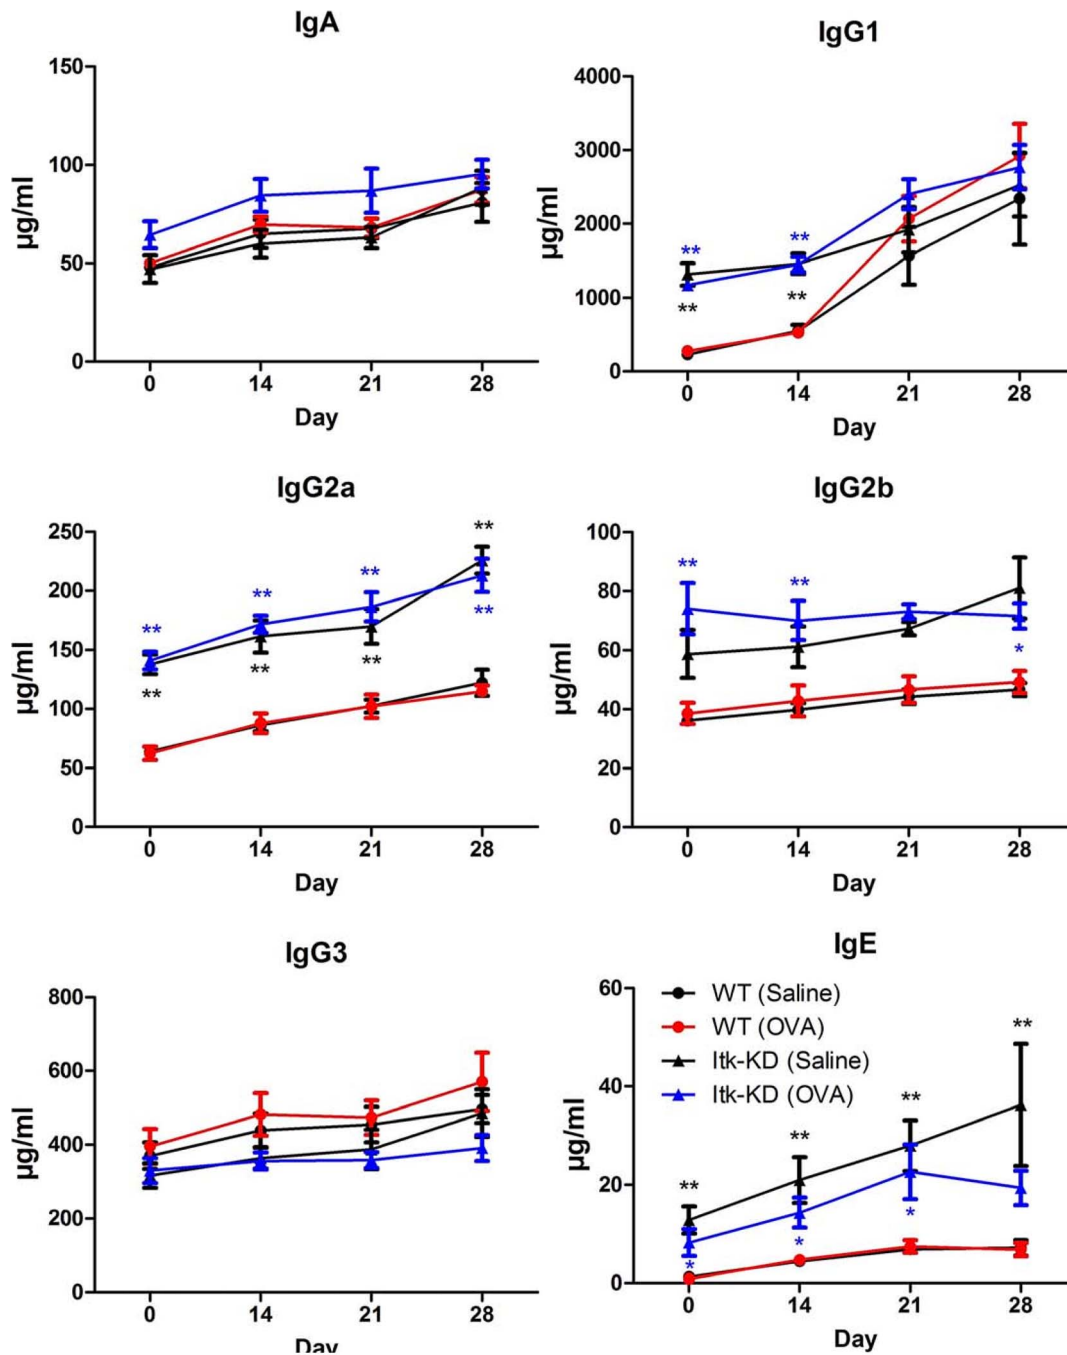 IgA
150
100
50
0
µg/ml
0 14 21 28
Day
IgG1
4000
3000
2000
1000
0
µg/ml
** **
** **
0 14 21 28
Day
IgG2a
250
200
150
100
50
0
µg/ml
** ** ** **
** ** ** **
0 14 21 28
Day
IgG2b
100
80
60
40
20
0
µg/ml
** **
*
0 14 21 28
Day
IgG3
800
600
400
200
0
µg/ml
0 14 21 28
Day
IgE
60
40
20
0
µg/ml
WT (Saline)
WT (OVA)
Itk-KD (Saline)
Itk-KD (OVA)
** ** ** **
* * *
0 14 21 28
Day